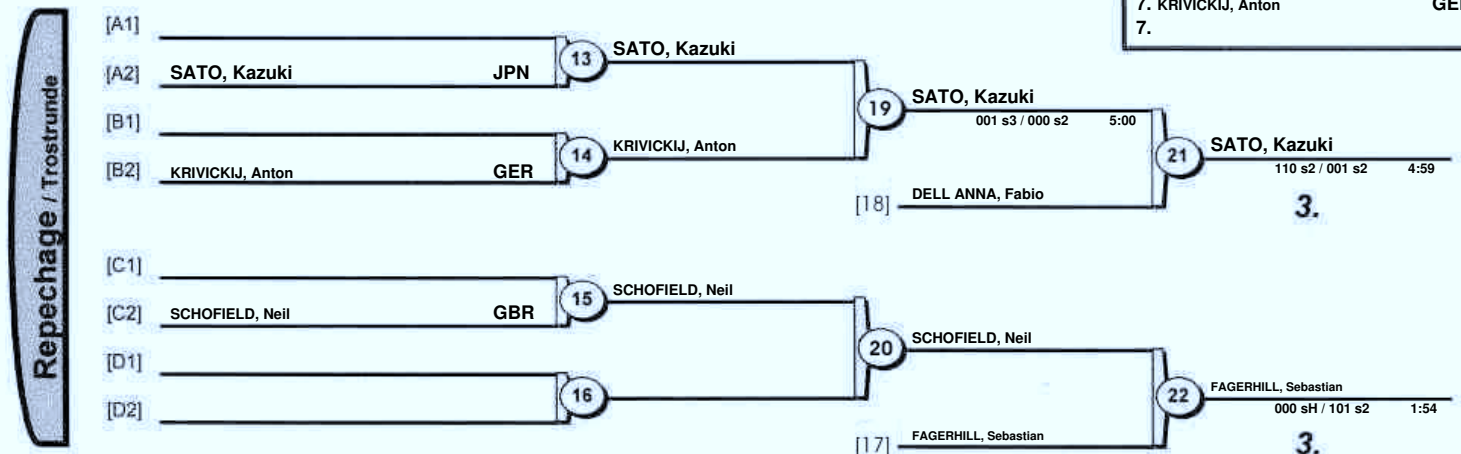 7. KRIVICKIJ, Anton
7.
Repechage / Trostrunde
[A1]
[A2] SATO, Kazuki JPN
13 SATO, Kazuki
[B1]
[B2] KRIVICKIJ, Anton GER
14 KRIVICKIJ, Anton
19 SATO, Kazuki
001 s3 / 000 s2 5:00
[18] DELL ANNA, Fabio
21 SATO, Kazuki
110 s2 / 001 s2 4:59
3.
[C1]
[C2] SCHOFIELD, Neil GBR
15 SCHOFIELD, Neil
[D1]
[D2]
16
20 SCHOFIELD, Neil
[17] FAGERHILL, Sebastian
22 FAGERHILL, Sebastian
000 sH / 101 s2 1:54
3.